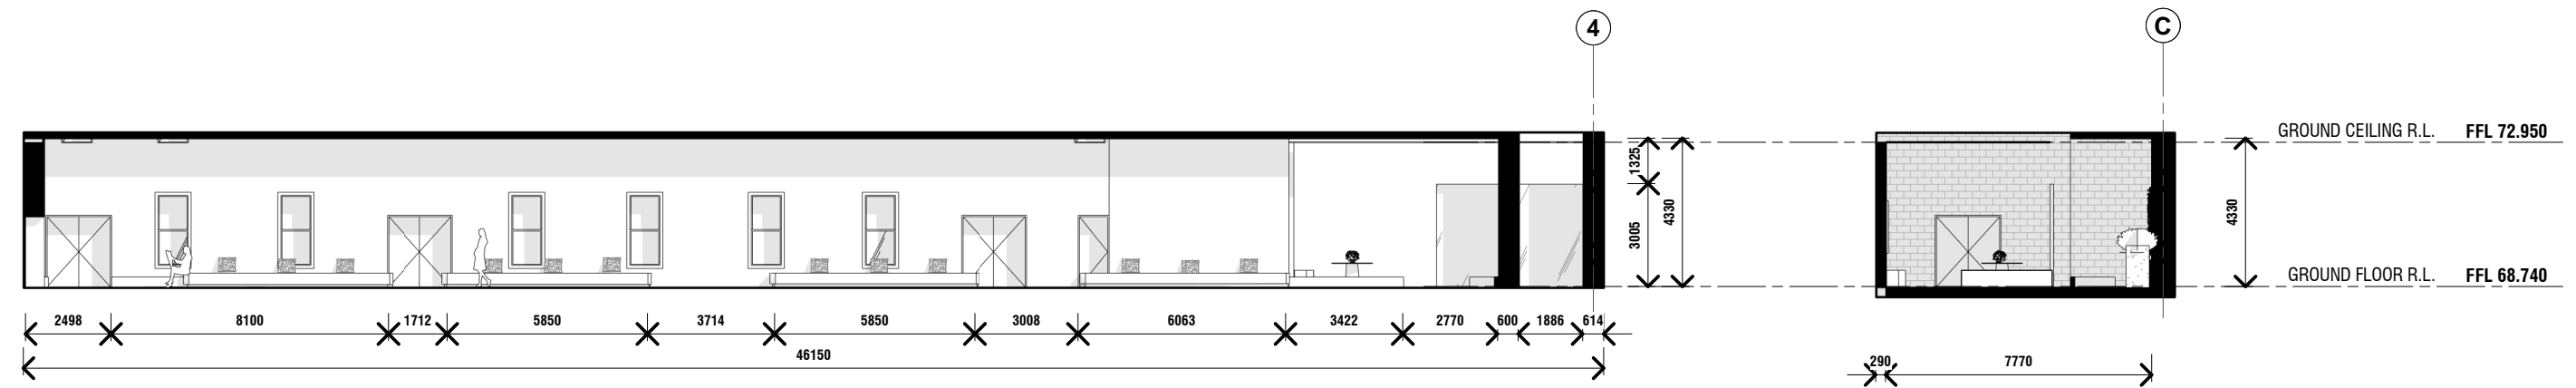 4
C
GROUND CEILING R.L. FFL 72.950
1325
3005
4330
4330
GROUND FLOOR R.L. FFL 68.740
2498 8100 1712 5850 3714 5850 3008 6063 3422 2770 600 1886 614
46150
290 7770